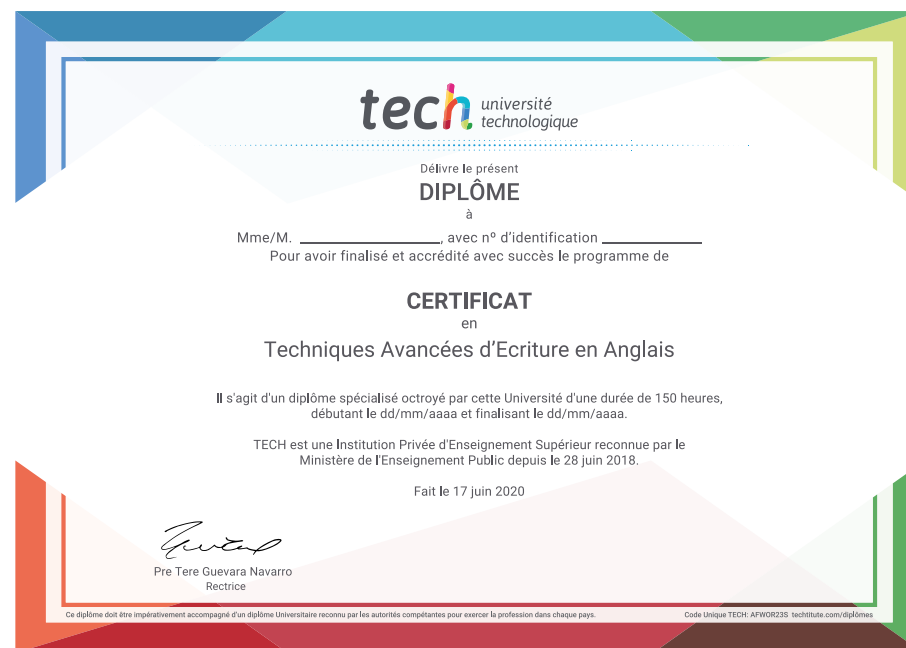 tech université
technologique
Délivre le présent
DIPLÔME
à
Mme/M. ____________________, avec nº d'identification ______________
Pour avoir finalisé et accrédité avec succès le programme de
CERTIFICAT
en
Techniques Avancées d'Ecriture en Anglais
Il s'agit d'un diplôme spécialisé octroyé par cette Université d'une durée de 150 heures,
débutant le dd/mm/aaaa et finalisant le dd/mm/aaaa.
TECH est une Institution Privée d'Enseignement Supérieur reconnue par le
Ministère de l'Enseignement Public depuis le 28 juin 2018.
Fait le 17 juin 2020
Pre Tere Guevara Navarro
Rectrice
Ce diplôme doit être impérativement accompagné d'un diplôme Universitaire reconnu par les autorités compétantes pour exercer la profession dans chaque pays.
Code Unique TECH: AFWOR23S techtitute.com/diplômes